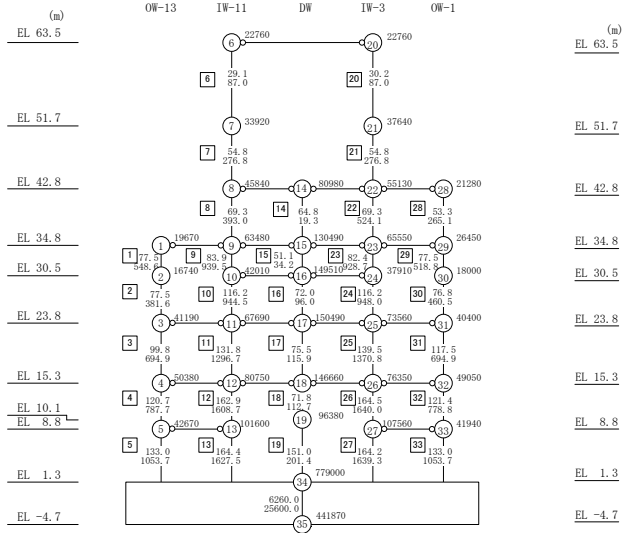 OW-13 IW-11 DW IW-3 OW-1
(m) (m)
EL 63.5 6 22760 20 22760 EL 63.5
6 29.1 20 30.2
87.0 87.0
EL 51.7 7 33920 21 37640 EL 51.7
7 54.8 21 54.8
276.8 276.8
EL 42.8 8 45840 14 80980 22 55130 28 21280 EL 42.8
8 69.3 14 64.8 22 69.3 28 53.3
393.0 19.3 524.1 265.1
EL 34.8 1 19670 9 63480 15 130490 23 65550 29 26450 EL 34.8
1 77.5 9 83.9 15 51.1 23 82.4 29 77.5
548.6 939.5 34.2 928.7 518.8
EL 30.5 2 16740 10 42010 16 149510 24 37910 30 18000 EL 30.5
2 77.5 10 116.2 16 72.0 24 116.2 30 76.8
381.6 944.5 96.0 948.0 460.5
EL 23.8 3 41190 11 67690 17 150490 25 73560 31 40400 EL 23.8
3 99.8 11 131.8 17 75.5 25 139.5 31 117.5
694.9 1296.7 115.9 1370.8 694.9
EL 15.3 4 50380 12 80750 18 146660 26 76350 32 49050 EL 15.3
4 120.7 12 162.9 18 71.8 26 164.5 32 121.4
787.7 1608.7 112.7 1640.0 778.8
EL 10.1 19 96380
EL 8.8 5 42670 13 101600 27 107560 33 41940 EL 8.8
5 133.0 13 164.4 19 151.0 27 164.2 33 133.0
1053.7 1627.5 201.4 1639.3 1053.7
EL 1.3 34 779000 EL 1.3
6260.0
25600.0
EL -4.7 35 441870 EL -4.7